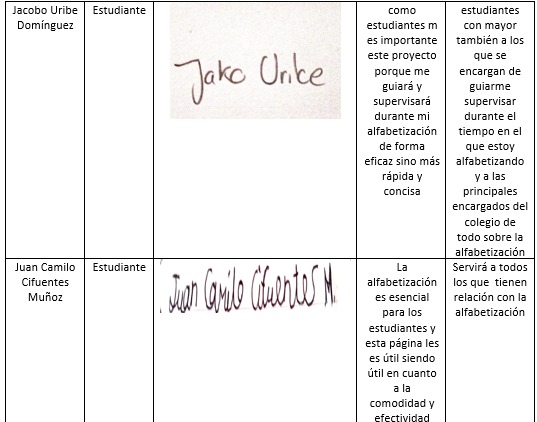 Jacobo Uribe
Domínguez
Estudiante
Jako Uribe
como
estudiantes m
es importante
este proyecto
porque me
guiará y
supervisará
durante mi
alfabetización
de forma
eficaz sino más
rápida y
concisa
estudiantes
con mayor
también a los
que se
encargan de
guiarme
supervisar
durante el
tiempo en el
que estoy
alfabetizando
y a las
principales
encargados del
colegio de
todo sobre la
alfabetización
Juan Camilo
Cifuentes
Muñoz
Estudiante
Juan Camilo Cifuentes M.
La
alfabetización
es esencial
para los
estudiantes y
esta página les
es útil siendo
útil en cuanto
a la
comodidad y
efectividad
Servirá a todos
los que tienen
relación con la
alfabetización